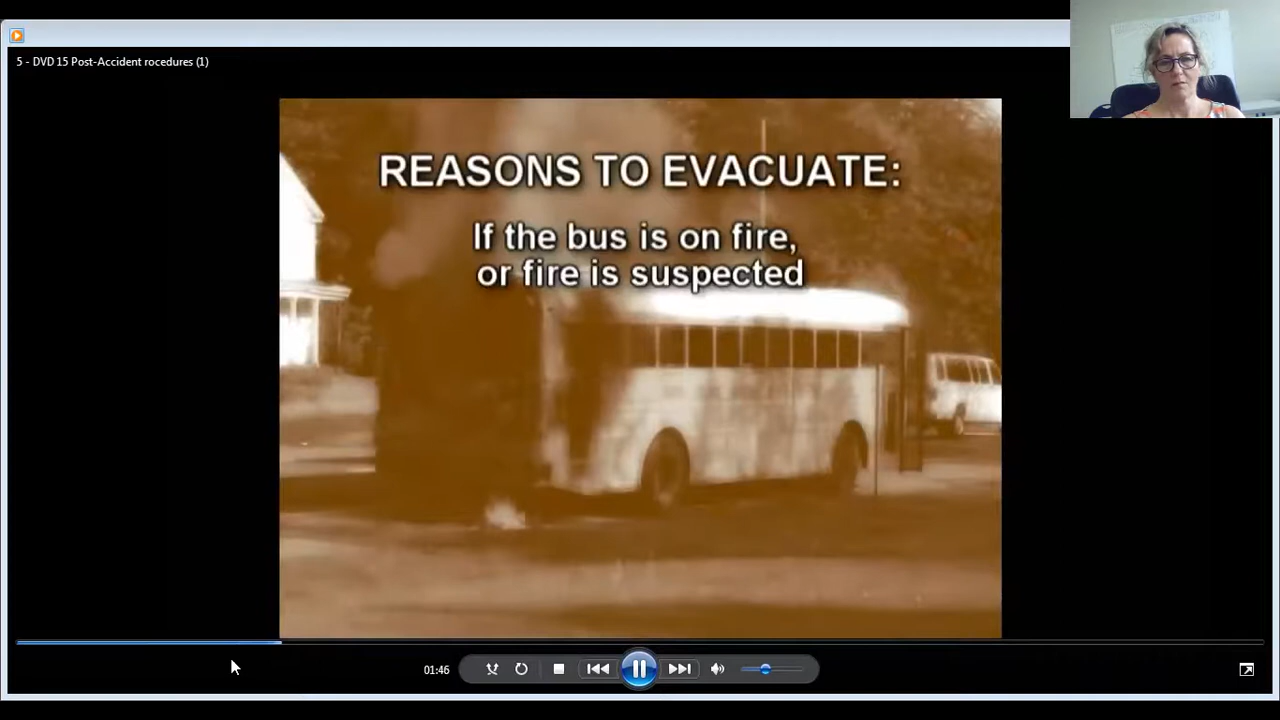 5 - DVD 15 Post-Accident rocedures (1)
REASONS TO EVACUATE:
If the bus is on fire,
or fire is suspected
01:46